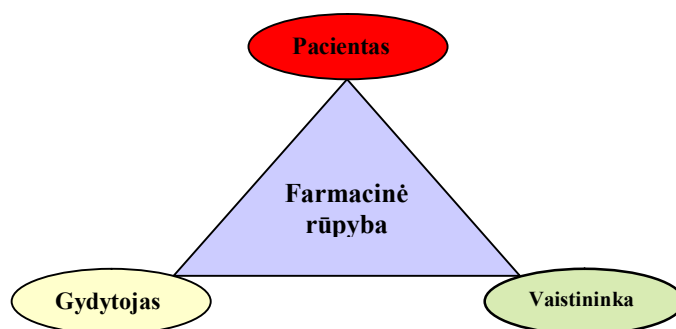 Pacientas
Farmacinė
rūpyba
Gydytojas
Vaistininka